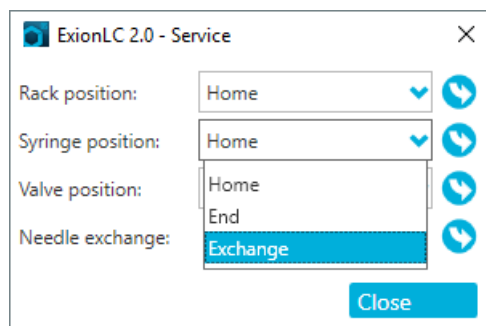 ExionLC 2.0 - Service
Rack position: Home
Syringe position: Home
Home
Valve position:
End
Needle exchange:
Exchange
Close